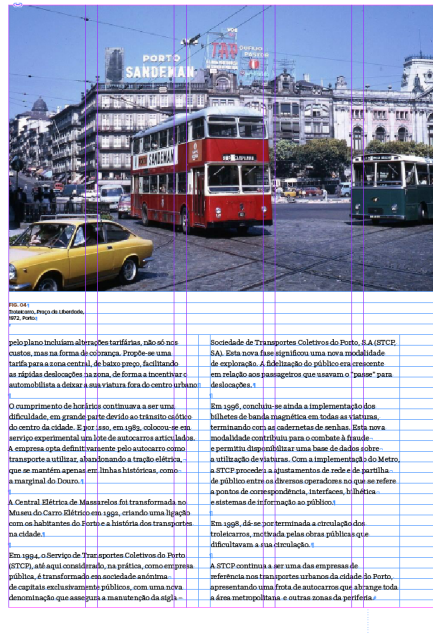 PORTO
SANDEMAN
TAP
SANDEMAN
FIG. 04
Troleicarro, Praça da Liberdade,
1972, Porto
pelo plano incluíam alterações tarifárias, não só nos
custos, mas na forma de cobrança. Propõe-se uma
tarifa para a zona central, de baixo preço, facilitando
as rápidas deslocações na zona, de forma a incentivar o
automobilista a deixar a sua viatura fora do centro urbano
O cumprimento de horários continuava a ser uma
dificuldade, em grande parte devido ao trânsito caótico
do centro da cidade. E por isso, em 1983, colocou-se em
serviço experimental um lote de autocarros articulados.
A empresa opta definitivamente pelo autocarro como
transporte a utilizar, abandonando a tração elétrica,
que se mantém apenas em linhas históricas, como
a marginal do Douro.
A Central Elétrica de Massarelos foi transformada no
Museu do Carro Elétrico em 1992, criando uma ligação
com os habitantes do Porto e a história dos transportes
na cidade.
Em 1994, o Serviço de Transportes Coletivos do Porto
(STCP), até aqui considerado, na prática, como empresa
pública, é transformado em sociedade anónima
de capitais exclusivamente públicos, com uma nova
denominação que assegura a manutenção da sigla
Sociedade de Transportes Coletivos do Porto, S.A (STCP,
SA). Esta nova fase significou uma nova modalidade
de exploração. A fidelização do público era crescente
em relação aos passageiros que usavam o "passe" para
deslocações.
Em 1996, concluiu-se ainda a implementação dos
bilhetes de banda magnética em todas as viaturas,
terminando com as cadernetas de senhas. Esta nova
modalidade contribuiu para o combate à fraude
e permitiu disponibilizar uma base de dados sobre
a utilização de viaturas. Com a implementação do Metro,
a STCP procedeu a ajustamentos de rede e de partilha
de público entre os diversos operadores no que se refere
a pontos de correspondência, interfaces, bilhética
e sistemas de informação ao público.
Em 1998, dá-se por terminada a circulação dos
troleicarros, motivada pelas obras públicas que
dificultavam a sua circulação.
A STCP continua a ser uma das empresas de
referência nos transportes urbanos da cidade do Porto,
apresentando uma frota de autocarros que abrange toda
a área metropolitana e outras zonas da periferia.